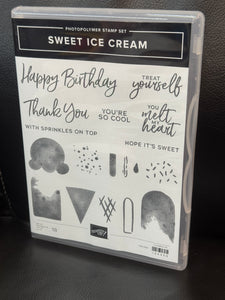 PHOTOPOLYMER STAMP SET
SWEET ICE CREAM
Happy Birthday
TREAT
yourself
Thank You
YOU'RE
SO COOL
YOU
melt
MY
heart
WITH SPRINKLES ON TOP
HOPE IT'S SWEET